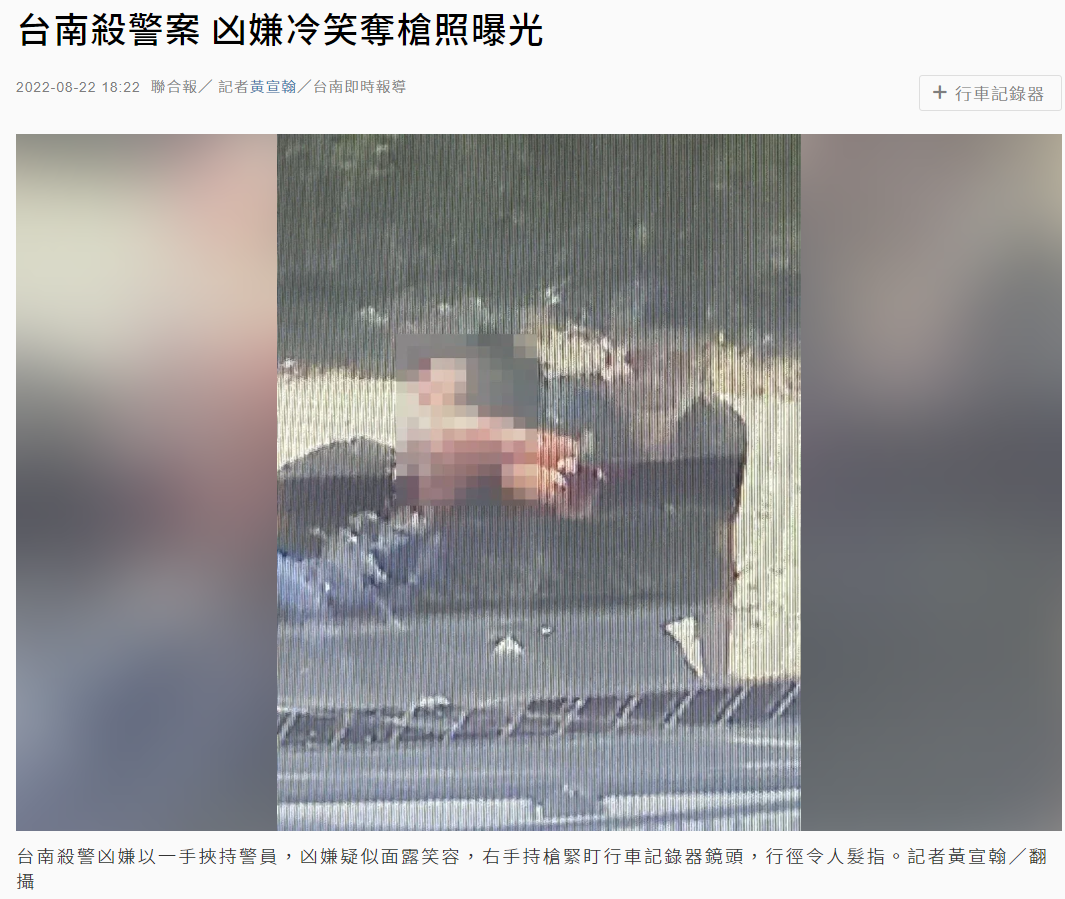 台南殺警案 凶嫌冷笑奪槍照曝光
2022-08-22 18:22 聯合報／ 記者黃宣翰／台南即時報導
+ 行車記錄器
台南殺警凶嫌以一手挾持警員，凶嫌疑似面露笑容，右手持槍緊盯行車記錄器鏡頭，行徑令人髮指。記者黃宣翰／翻
攝